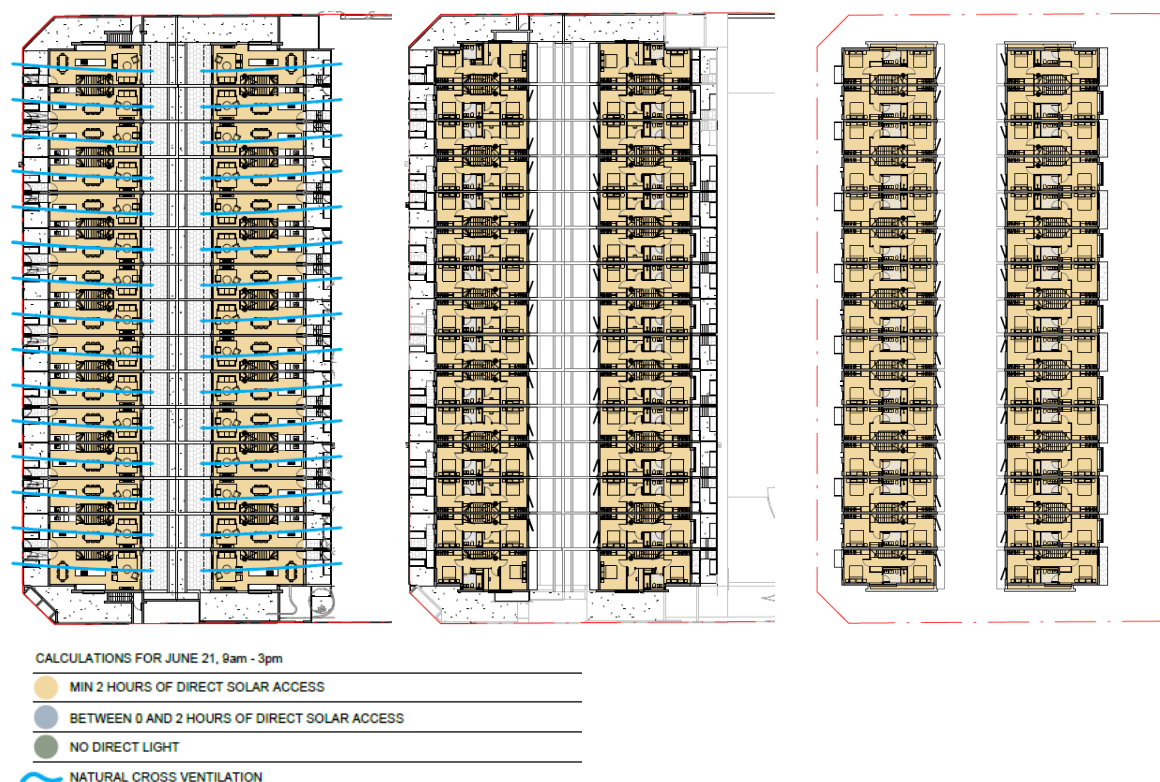 CALCULATIONS FOR JUNE 21, 9am - 3pm
MIN 2 HOURS OF DIRECT SOLAR ACCESS
BETWEEN 0 AND 2 HOURS OF DIRECT SOLAR ACCESS
NO DIRECT LIGHT
NATURAL CROSS VENTILATION